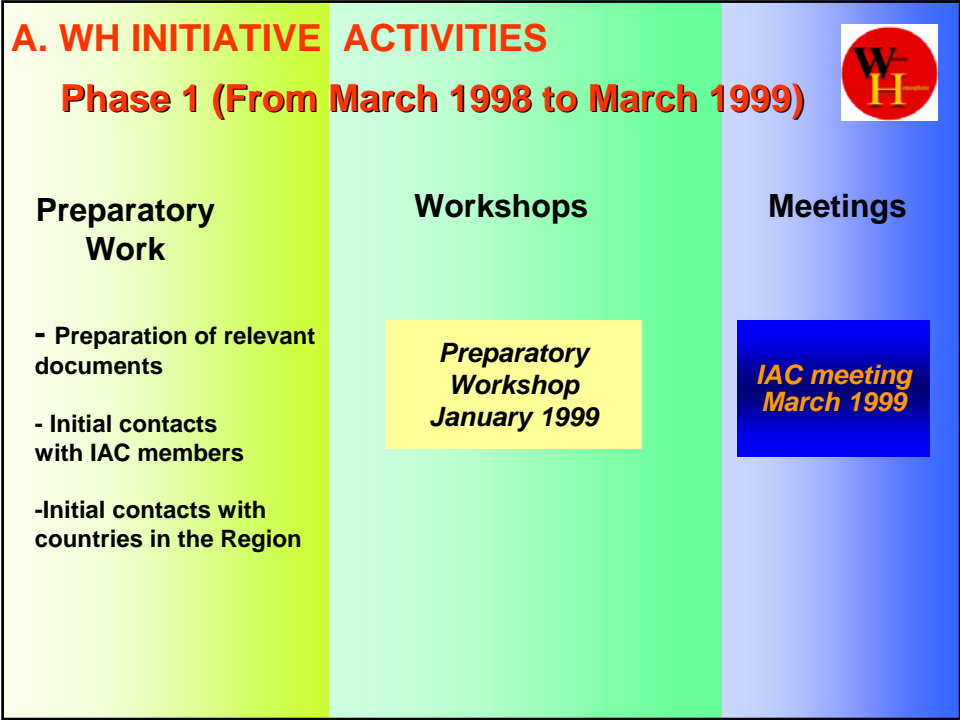 A. WH INITIATIVE  ACTIVITIES
Phase 1 (From March 1998 to March 1999)
Western
Hemisphere
Preparatory
Work
- Preparation of relevant
documents
- Initial contacts
with IAC members
-Initial contacts with
countries in the Region
Workshops
Preparatory
Workshop
January 1999
Meetings
IAC meeting
March 1999